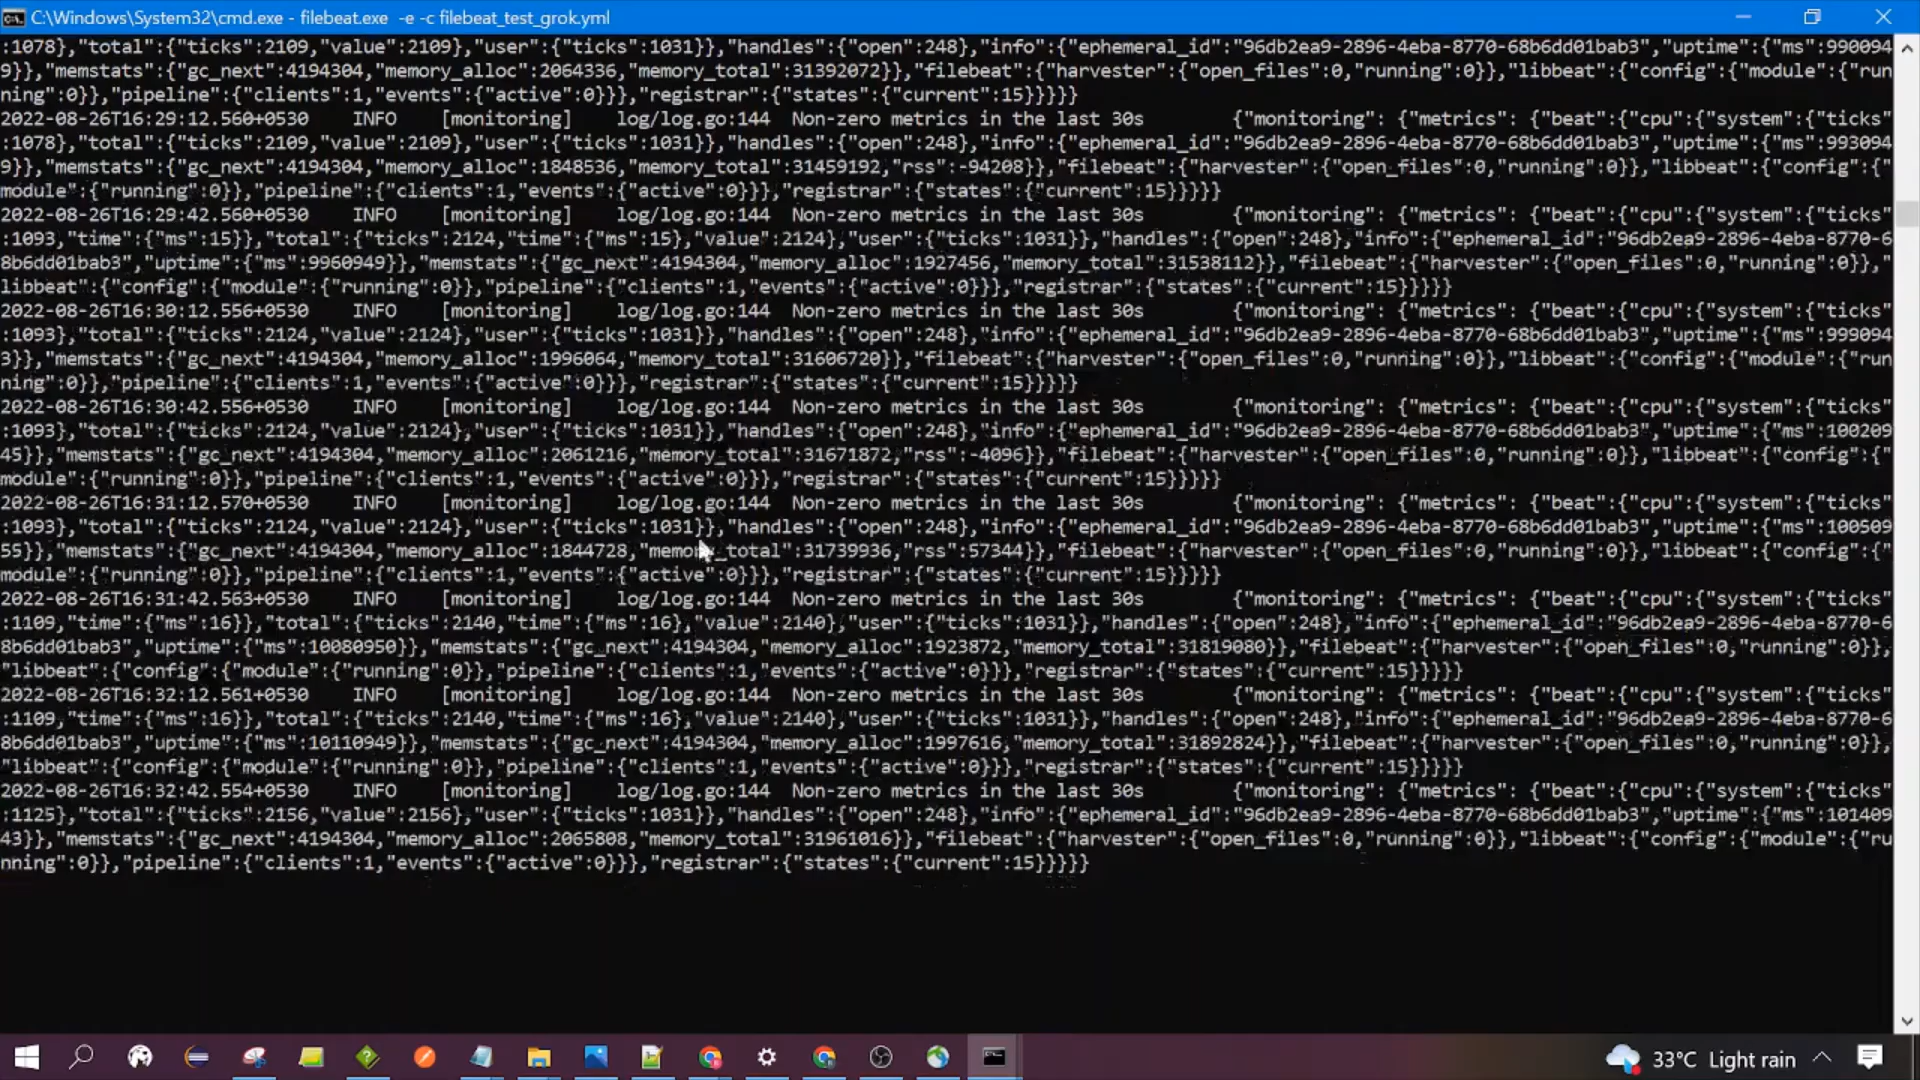 C:\Windows\System32\cmd.exe - filebeat.exe  -e -c filebeat_test_grok.yml
:1078},"total":{"ticks":2109,"value":2109},"user":{"ticks":1031}},"handles":{"open":248},"info":{"ephemeral_id":"96db2ea9-2896-4eba-8770-68b6dd01bab3","uptime":{"ms":990094
9}},"memstats":{"gc_next":4194304,"memory_alloc":2064336,"memory_total":31392072}},"filebeat":{"harvester":{"open_files":0,"running":0}},"libbeat":{"config":{"module":{"run
ning":0}},"pipeline":{"clients":1,"events":{"active":0}}},"registrar":{"states":{"current":15}}}}}
2022-08-26T16:29:12.560+0530    INFO    [monitoring]    log/log.go:144  Non-zero metrics in the last 30s        {"monitoring": {"metrics": {"beat":{"cpu":{"system":{"ticks"
:1078},"total":{"ticks":2109,"value":2109},"user":{"ticks":1031}},"handles":{"open":248},"info":{"ephemeral_id":"96db2ea9-2896-4eba-8770-68b6dd01bab3","uptime":{"ms":993094
9}},"memstats":{"gc_next":4194304,"memory_alloc":1848536,"memory_total":31459192,"rss":-94208}},"filebeat":{"harvester":{"open_files":0,"running":0}},"libbeat":{"config":{"
module":{"running":0}},"pipeline":{"clients":1,"events":{"active":0}}},"registrar":{"states":{"current":15}}}}}
2022-08-26T16:29:42.560+0530    INFO    [monitoring]    log/log.go:144  Non-zero metrics in the last 30s        {"monitoring": {"metrics": {"beat":{"cpu":{"system":{"ticks"
:1093,"time":{"ms":15}},"total":{"ticks":2124,"time":{"ms":15},"value":2124},"user":{"ticks":1031}},"handles":{"open":248},"info":{"ephemeral_id":"96db2ea9-2896-4eba-8770-6
8b6dd01bab3","uptime":{"ms":9960949}},"memstats":{"gc_next":4194304,"memory_alloc":1927456,"memory_total":31538112}},"filebeat":{"harvester":{"open_files":0,"running":0}},"
libbeat":{"config":{"module":{"running":0}},"pipeline":{"clients":1,"events":{"active":0}}},"registrar":{"states":{"current":15}}}}}
2022-08-26T16:30:12.556+0530    INFO    [monitoring]    log/log.go:144  Non-zero metrics in the last 30s        {"monitoring": {"metrics": {"beat":{"cpu":{"system":{"ticks"
:1093},"total":{"ticks":2124,"value":2124},"user":{"ticks":1031}},"handles":{"open":248},"info":{"ephemeral_id":"96db2ea9-2896-4eba-8770-68b6dd01bab3","uptime":{"ms":999094
3}},"memstats":{"gc_next":4194304,"memory_alloc":1996064,"memory_total":31606720}},"filebeat":{"harvester":{"open_files":0,"running":0}},"libbeat":{"config":{"module":{"run
ning":0}},"pipeline":{"clients":1,"events":{"active":0}}},"registrar":{"states":{"current":15}}}}}
2022-08-26T16:30:42.556+0530    INFO    [monitoring]    log/log.go:144  Non-zero metrics in the last 30s        {"monitoring": {"metrics": {"beat":{"cpu":{"system":{"ticks"
:1093},"total":{"ticks":2124,"value":2124},"user":{"ticks":1031}},"handles":{"open":248},"info":{"ephemeral_id":"96db2ea9-2896-4eba-8770-68b6dd01bab3","uptime":{"ms":100209
45}},"memstats":{"gc_next":4194304,"memory_alloc":2061216,"memory_total":31671872,"rss":-4096}},"filebeat":{"harvester":{"open_files":0,"running":0}},"libbeat":{"config":{"
module":{"running":0}},"pipeline":{"clients":1,"events":{"active":0}}},"registrar":{"states":{"current":15}}}}}
2022-08-26T16:31:12.570+0530    INFO    [monitoring]    log/log.go:144  Non-zero metrics in the last 30s        {"monitoring": {"metrics": {"beat":{"cpu":{"system":{"ticks"
:1093},"total":{"ticks":2124,"value":2124},"user":{"ticks":1031}},"handles":{"open":248},"info":{"ephemeral_id":"96db2ea9-2896-4eba-8770-68b6dd01bab3","uptime":{"ms":100509
55}},"memstats":{"gc_next":4194304,"memory_alloc":1844728,"memory_total":31739936,"rss":57344}},"filebeat":{"harvester":{"open_files":0,"running":0}},"libbeat":{"config":{"
module":{"running":0}},"pipeline":{"clients":1,"events":{"active":0}}},"registrar":{"states":{"current":15}}}}}
2022-08-26T16:31:42.563+0530    INFO    [monitoring]    log/log.go:144  Non-zero metrics in the last 30s        {"monitoring": {"metrics": {"beat":{"cpu":{"system":{"ticks"
:1109,"time":{"ms":16}},"total":{"ticks":2140,"time":{"ms":16},"value":2140},"user":{"ticks":1031}},"handles":{"open":248},"info":{"ephemeral_id":"96db2ea9-2896-4eba-8770-6
8b6dd01bab3","uptime":{"ms":10080950}},"memstats":{"gc_next":4194304,"memory_alloc":1923872,"memory_total":31819080}},"filebeat":{"harvester":{"open_files":0,"running":0}},
"libbeat":{"config":{"module":{"running":0}},"pipeline":{"clients":1,"events":{"active":0}}},"registrar":{"states":{"current":15}}}}}
2022-08-26T16:32:12.561+0530    INFO    [monitoring]    log/log.go:144  Non-zero metrics in the last 30s        {"monitoring": {"metrics": {"beat":{"cpu":{"system":{"ticks"
:1109,"time":{"ms":16}},"total":{"ticks":2140,"time":{"ms":16},"value":2140},"user":{"ticks":1031}},"handles":{"open":248},"info":{"ephemeral_id":"96db2ea9-2896-4eba-8770-6
8b6dd01bab3","uptime":{"ms":10110949}},"memstats":{"gc_next":4194304,"memory_alloc":1997616,"memory_total":31892824}},"filebeat":{"harvester":{"open_files":0,"running":0}},
"libbeat":{"config":{"module":{"running":0}},"pipeline":{"clients":1,"events":{"active":0}}},"registrar":{"states":{"current":15}}}}}
2022-08-26T16:32:42.554+0530    INFO    [monitoring]    log/log.go:144  Non-zero metrics in the last 30s        {"monitoring": {"metrics": {"beat":{"cpu":{"system":{"ticks"
:1125},"total":{"ticks":2156,"value":2156},"user":{"ticks":1031}},"handles":{"open":248},"info":{"ephemeral_id":"96db2ea9-2896-4eba-8770-68b6dd01bab3","uptime":{"ms":101409
43}},"memstats":{"gc_next":4194304,"memory_alloc":2065808,"memory_total":31961016}},"filebeat":{"harvester":{"open_files":0,"running":0}},"libbeat":{"config":{"module":{"ru
nning":0}},"pipeline":{"clients":1,"events":{"active":0}}},"registrar":{"states":{"current":15}}}}}
33°C  Light rain